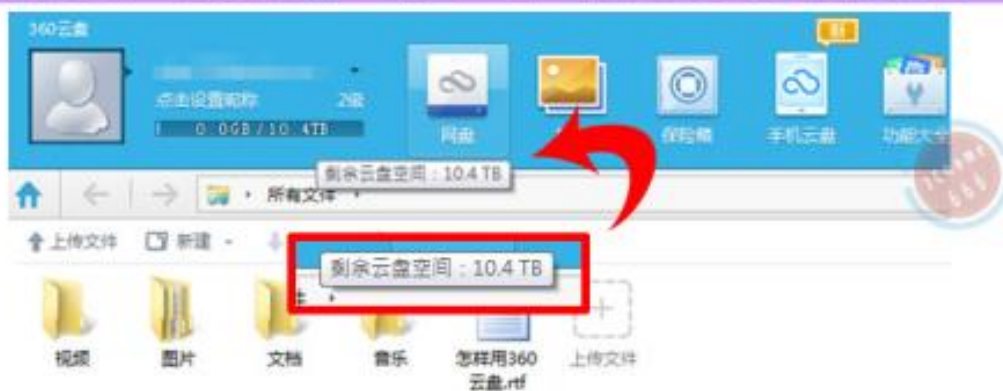 360云盘
点击设置昵称 2级
0.0GB/10.4TB
网盘
保险箱
手机云盘
功能大全
剩余云盘空间：10.4 TB
所有文件
上传文件
新建
剩余云盘空间：10.4 TB
视频
图片
文档
音乐
怎样用360
云盘.rtf
上传文件